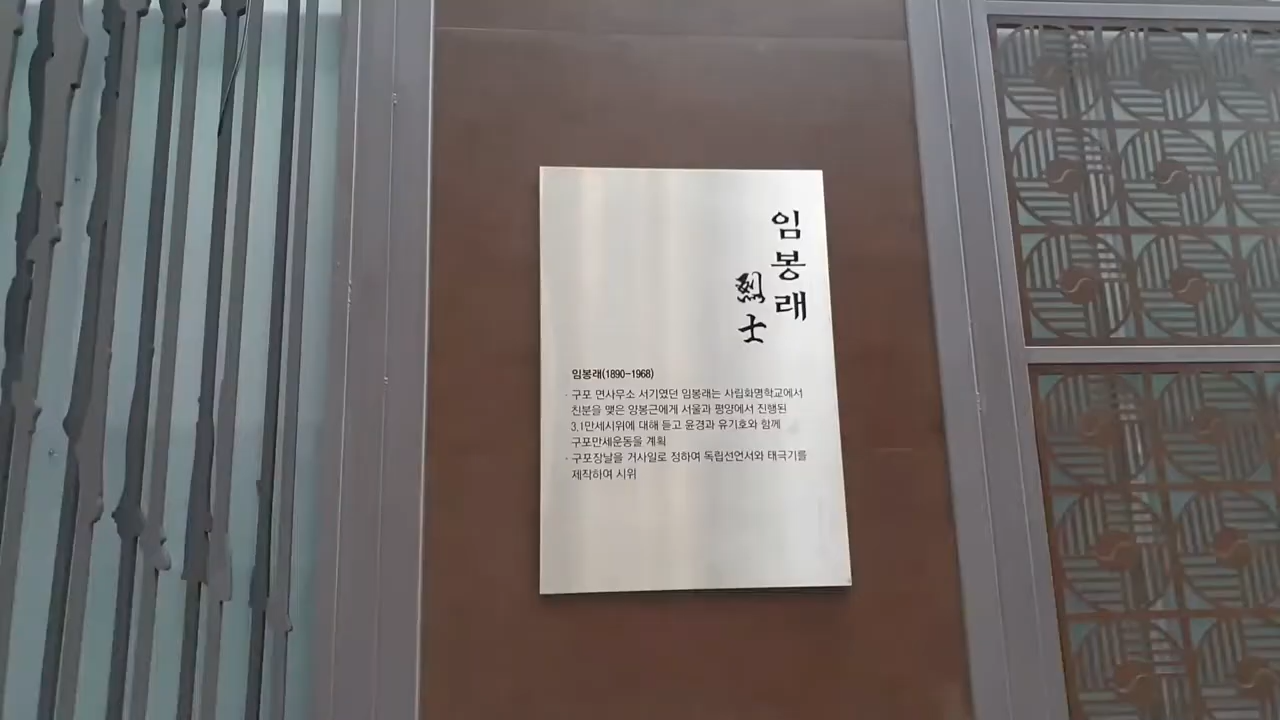 임봉래
烈士
임봉래(1890-1968)
· 구포 면사무소 서기였던 임봉래는 사립화명학교에서
친분을 맺은 양봉근에게 서울과 평양에서 진행된
3.1만세시위에 대해 듣고 윤경과 유기호와 함께
구포만세운동을 계획
· 구포장날을 거사일로 정하여 독립선언서와 태극기를
제작하여 시위